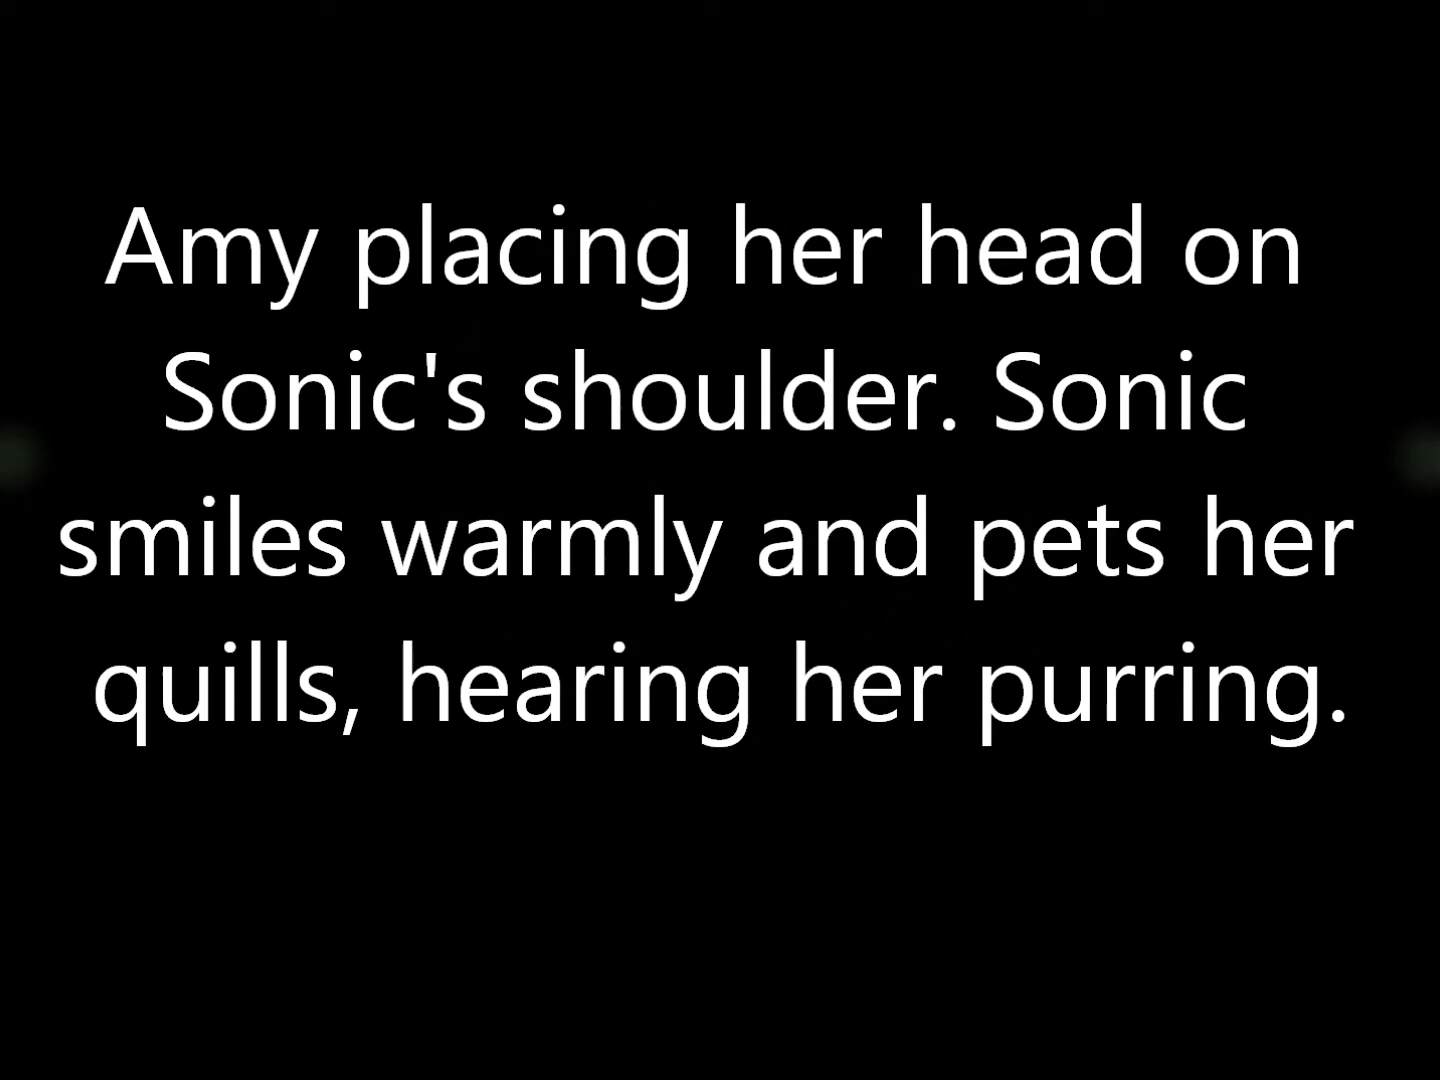 Amy placing her head on
Sonic's shoulder. Sonic
smiles warmly and pets her
quills, hearing her purring.